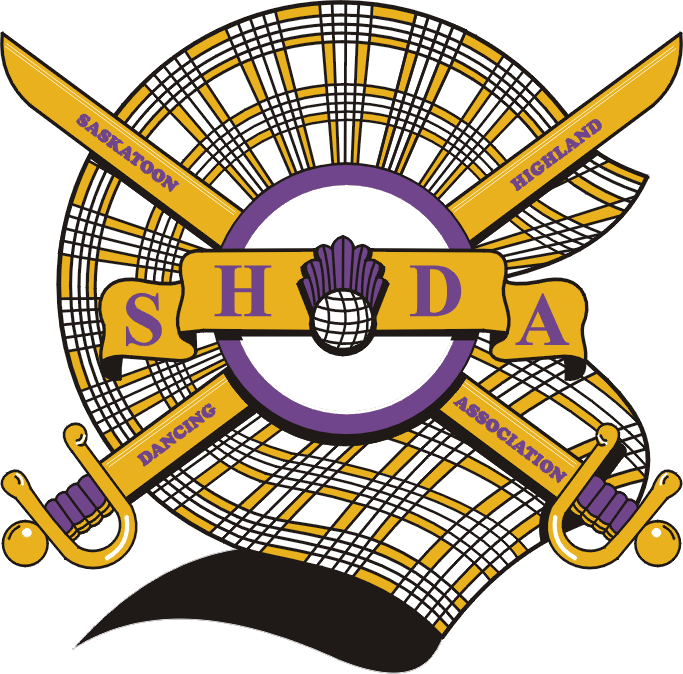 SASKATOON
HIGHLAND
S H D A
DANCING
ASSOCIATION